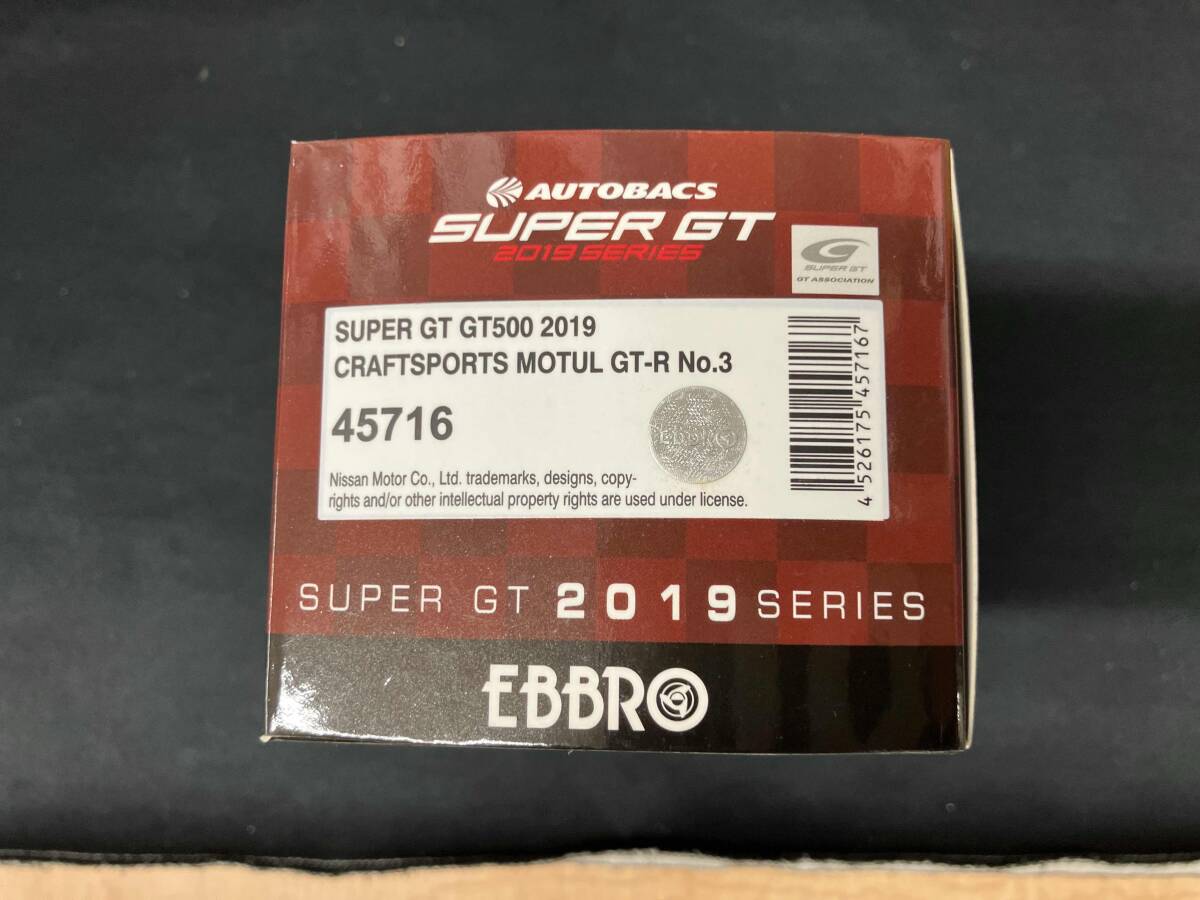 AUTOBACS
SUPER GT
2019 SERIES
SUPER GT
GT ASSOCIATION
SUPER GT GT500 2019
CRAFTSPORTS MOTUL GT-R No.3
45716
EBBRO
Nissan Motor Co., Ltd. trademarks, designs, copy-
rights and/or other intellectual property rights are used under license.
4 526175 457167
SUPER GT 2019 SERIES
EBBRO